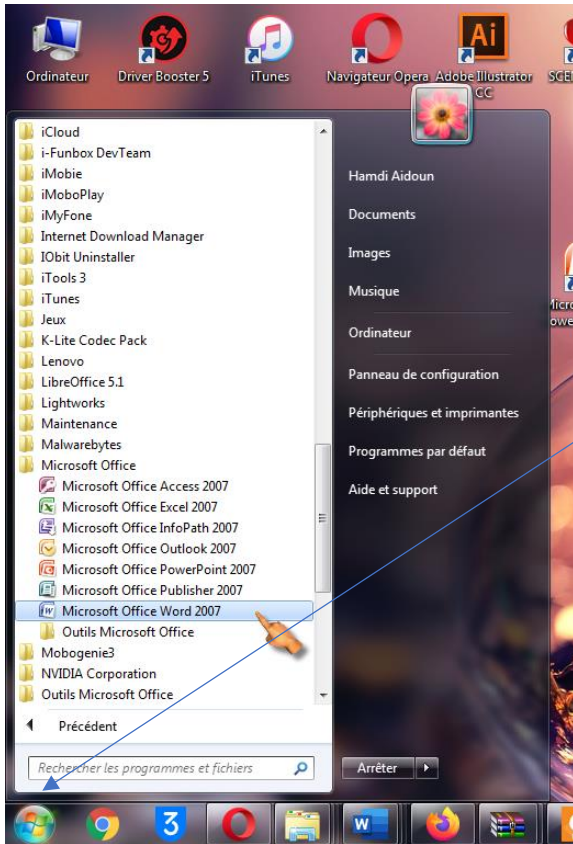 Ordinateur
Driver Booster 5
iTunes
Navigateur Opera
Adobe Illustrator
CC
Ai
iCloud
i-Funbox DevTeam
iMobie
iMoboPlay
iMyFone
Internet Download Manager
IObit Uninstaller
iTools 3
iTunes
Jeux
K-Lite Codec Pack
Lenovo
LibreOffice 5.1
Lightworks
Maintenance
Malwarebytes
Microsoft Office
Microsoft Office Access 2007
Microsoft Office Excel 2007
Microsoft Office InfoPath 2007
Microsoft Office Outlook 2007
Microsoft Office PowerPoint 2007
Microsoft Office Publisher 2007
Microsoft Office Word 2007
Outils Microsoft Office
Mobogenie3
NVIDIA Corporation
Outils Microsoft Office
Précédent
Rechercher les programmes et fichiers
Hamdi Aidoun
Documents
Images
Musique
Ordinateur
Panneau de configuration
Périphériques et imprimantes
Programmes par défaut
Aide et support
Arrêter
3
W